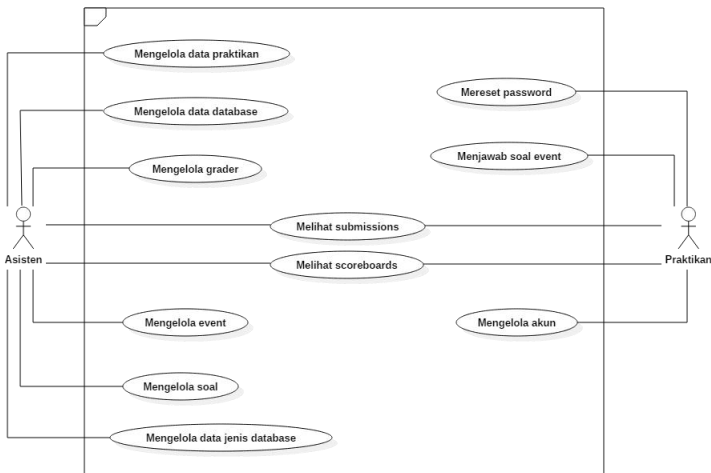 Mengelola data praktikan
Mereset password
Mengelola data database
Menjawab soal event
Mengelola grader
Melihat submissions
Asisten
Melihat scoreboards
Praktikan
Mengelola event
Mengelola akun
Mengelola soal
Mengelola data jenis database